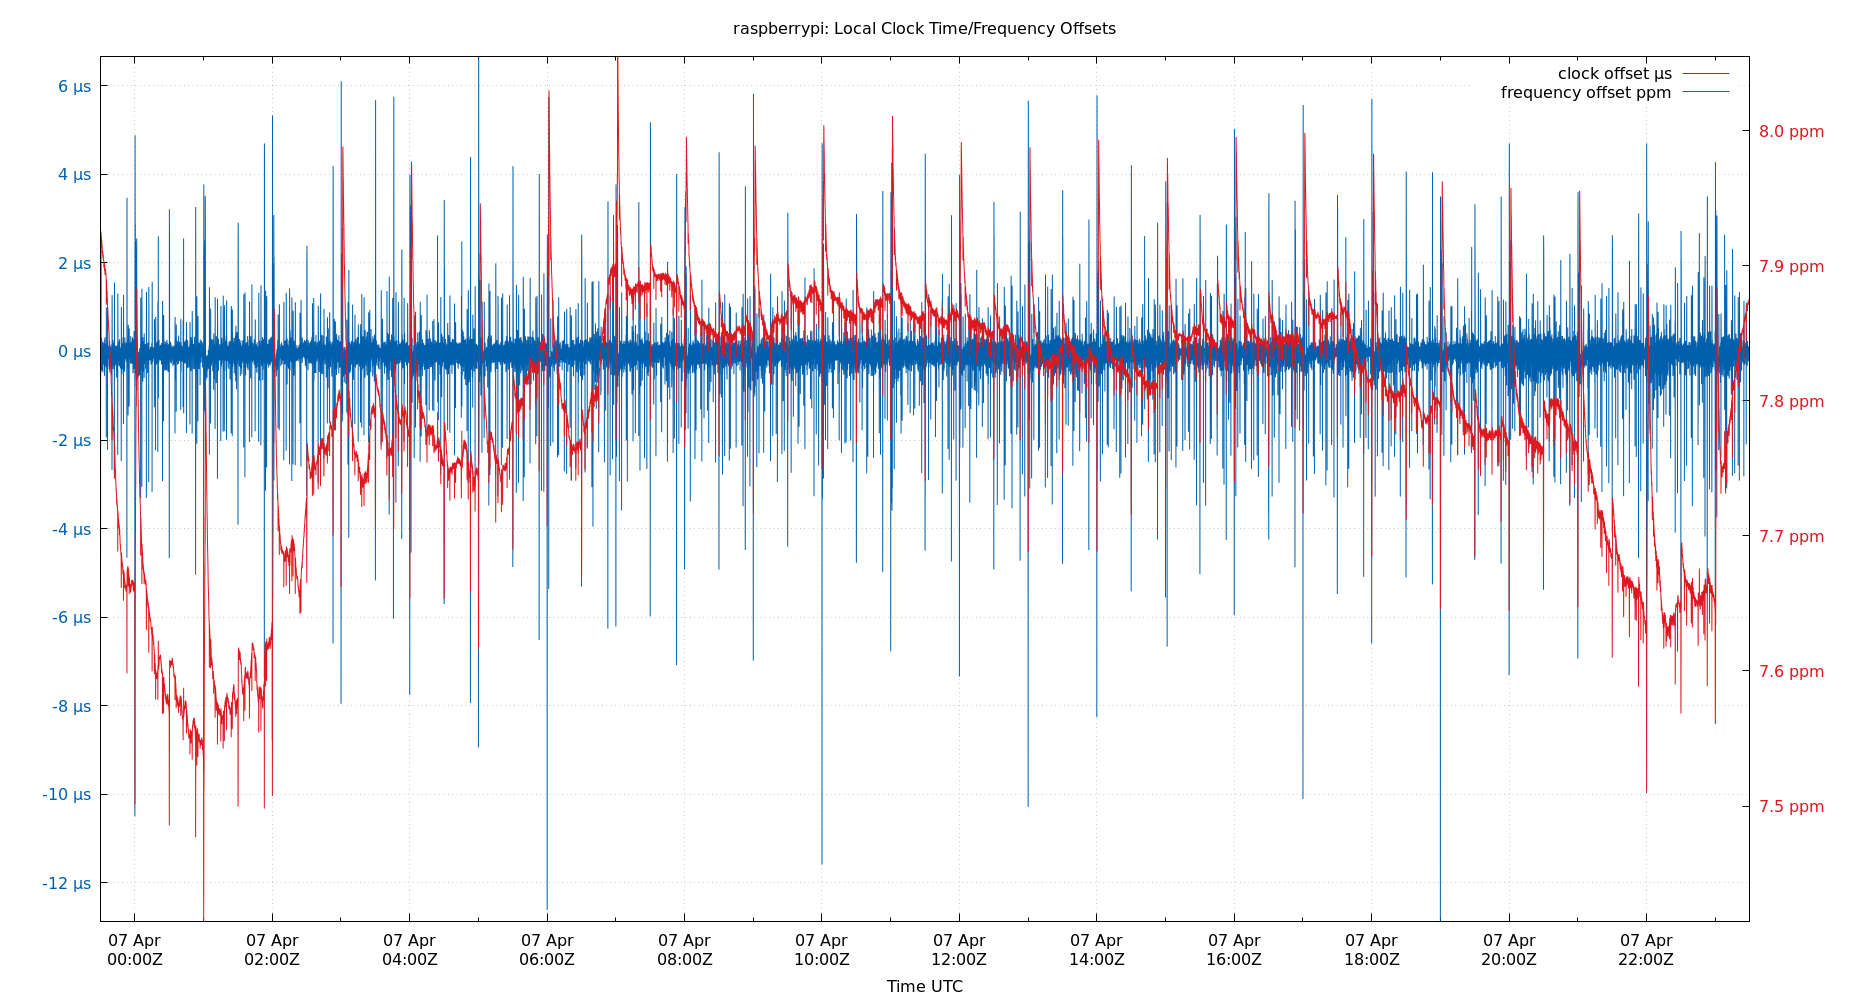 raspberrypi: Local Clock Time/Frequency Offsets
clock offset µs
frequency offset ppm
6 µs
4 µs
2 µs
0 µs
-2 µs
-4 µs
-6 µs
-8 µs
-10 µs
-12 µs
8.0 ppm
7.9 ppm
7.8 ppm
7.7 ppm
7.6 ppm
7.5 ppm
07 Apr 07 Apr 07 Apr 07 Apr 07 Apr 07 Apr 07 Apr 07 Apr 07 Apr 07 Apr 07 Apr 07 Apr
00:00Z 02:00Z 04:00Z 06:00Z 08:00Z 10:00Z 12:00Z 14:00Z 16:00Z 18:00Z 20:00Z 22:00Z
Time UTC